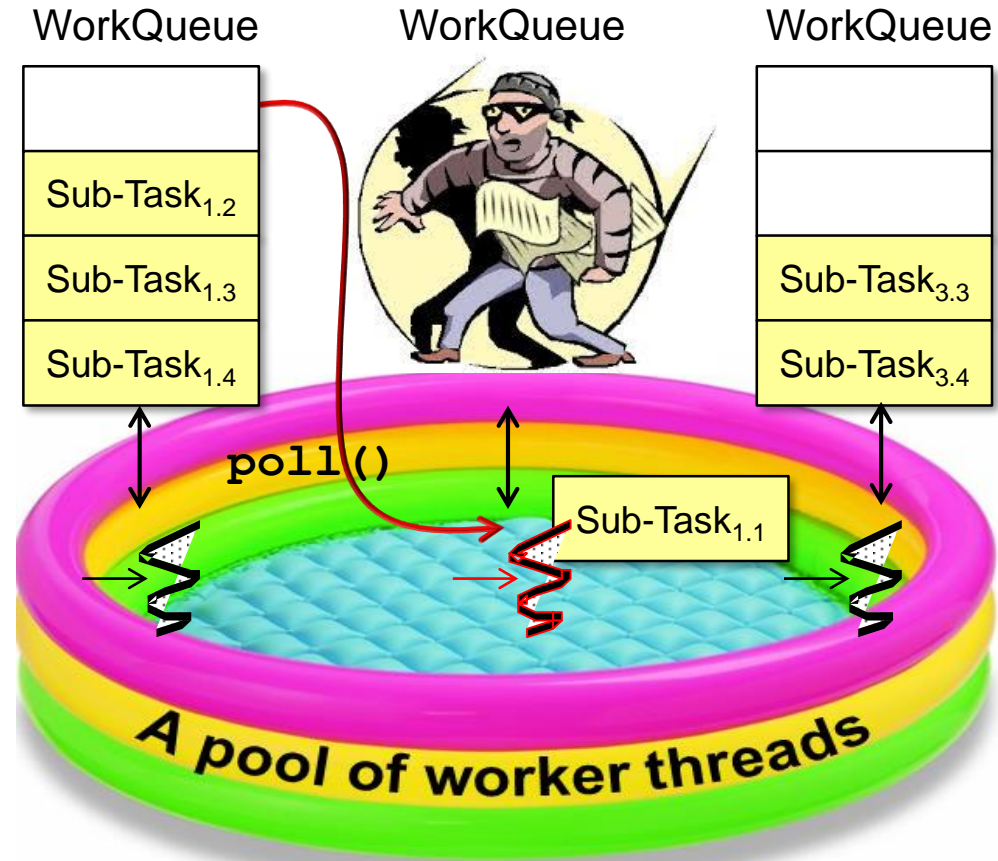 WorkQueue WorkQueue WorkQueue
Sub-Task1.2
Sub-Task1.3
Sub-Task3.3
Sub-Task1.4
Sub-Task3.4
poll()
Sub-Task1.1
A pool of worker threads